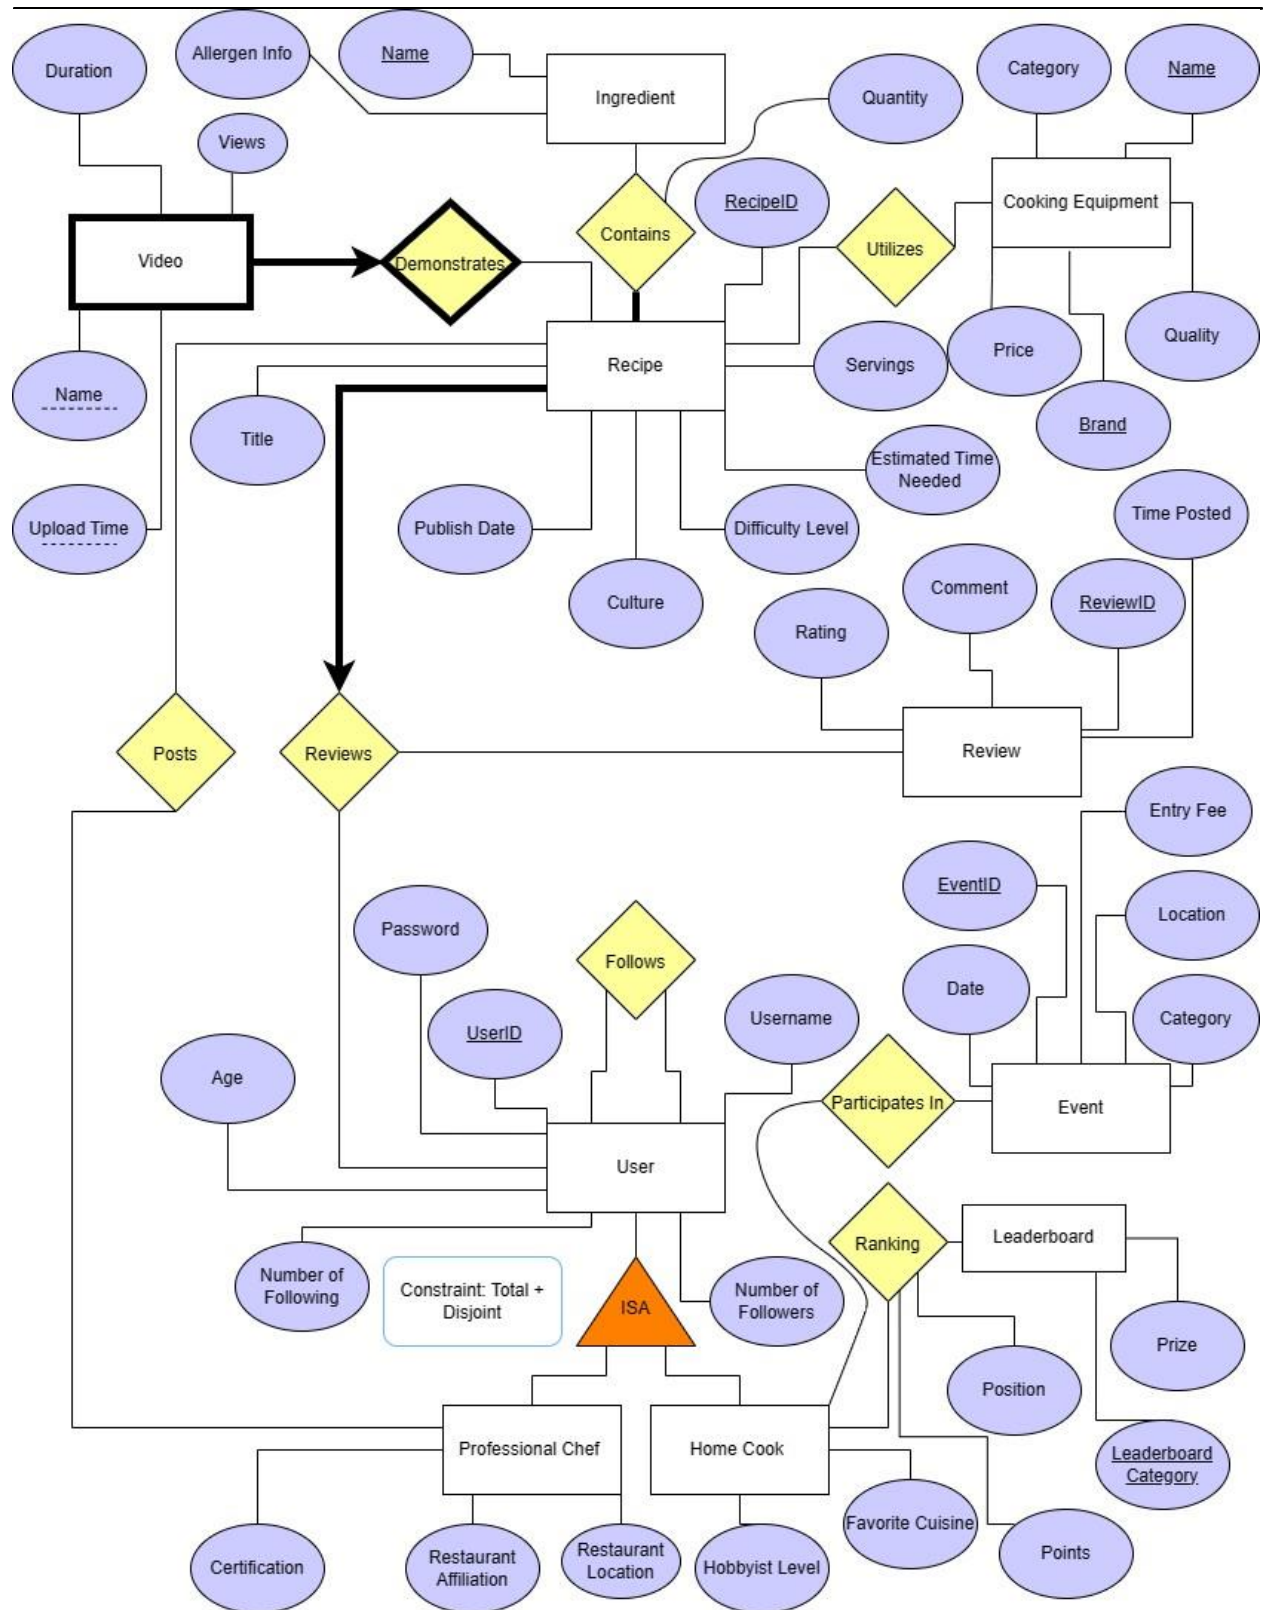 Duration
Allergen Info
Name
Ingredient
Quantity
Category
Name
Views
RecipeID
Cooking Equipment
Contains
Utilizes
Video
Demonstrates
Recipe
Servings
Price
Quality
Name
Title
Brand
Estimated Time
Needed
Upload Time
Publish Date
Difficulty Level
Time Posted
Culture
Comment
ReviewID
Rating
Posts
Reviews
Review
Entry Fee
EventID
Location
Password
Follows
Date
Username
Category
UserID
Age
Participates In
Event
User
Ranking
Leaderboard
Number of
Following
Constraint: Total +
Disjoint
ISA
Number of
Followers
Prize
Position
Professional Chef
Home Cook
Leaderboard
Category
Favorite Cuisine
Certification
Restaurant
Affiliation
Restaurant
Location
Hobbyist Level
Points